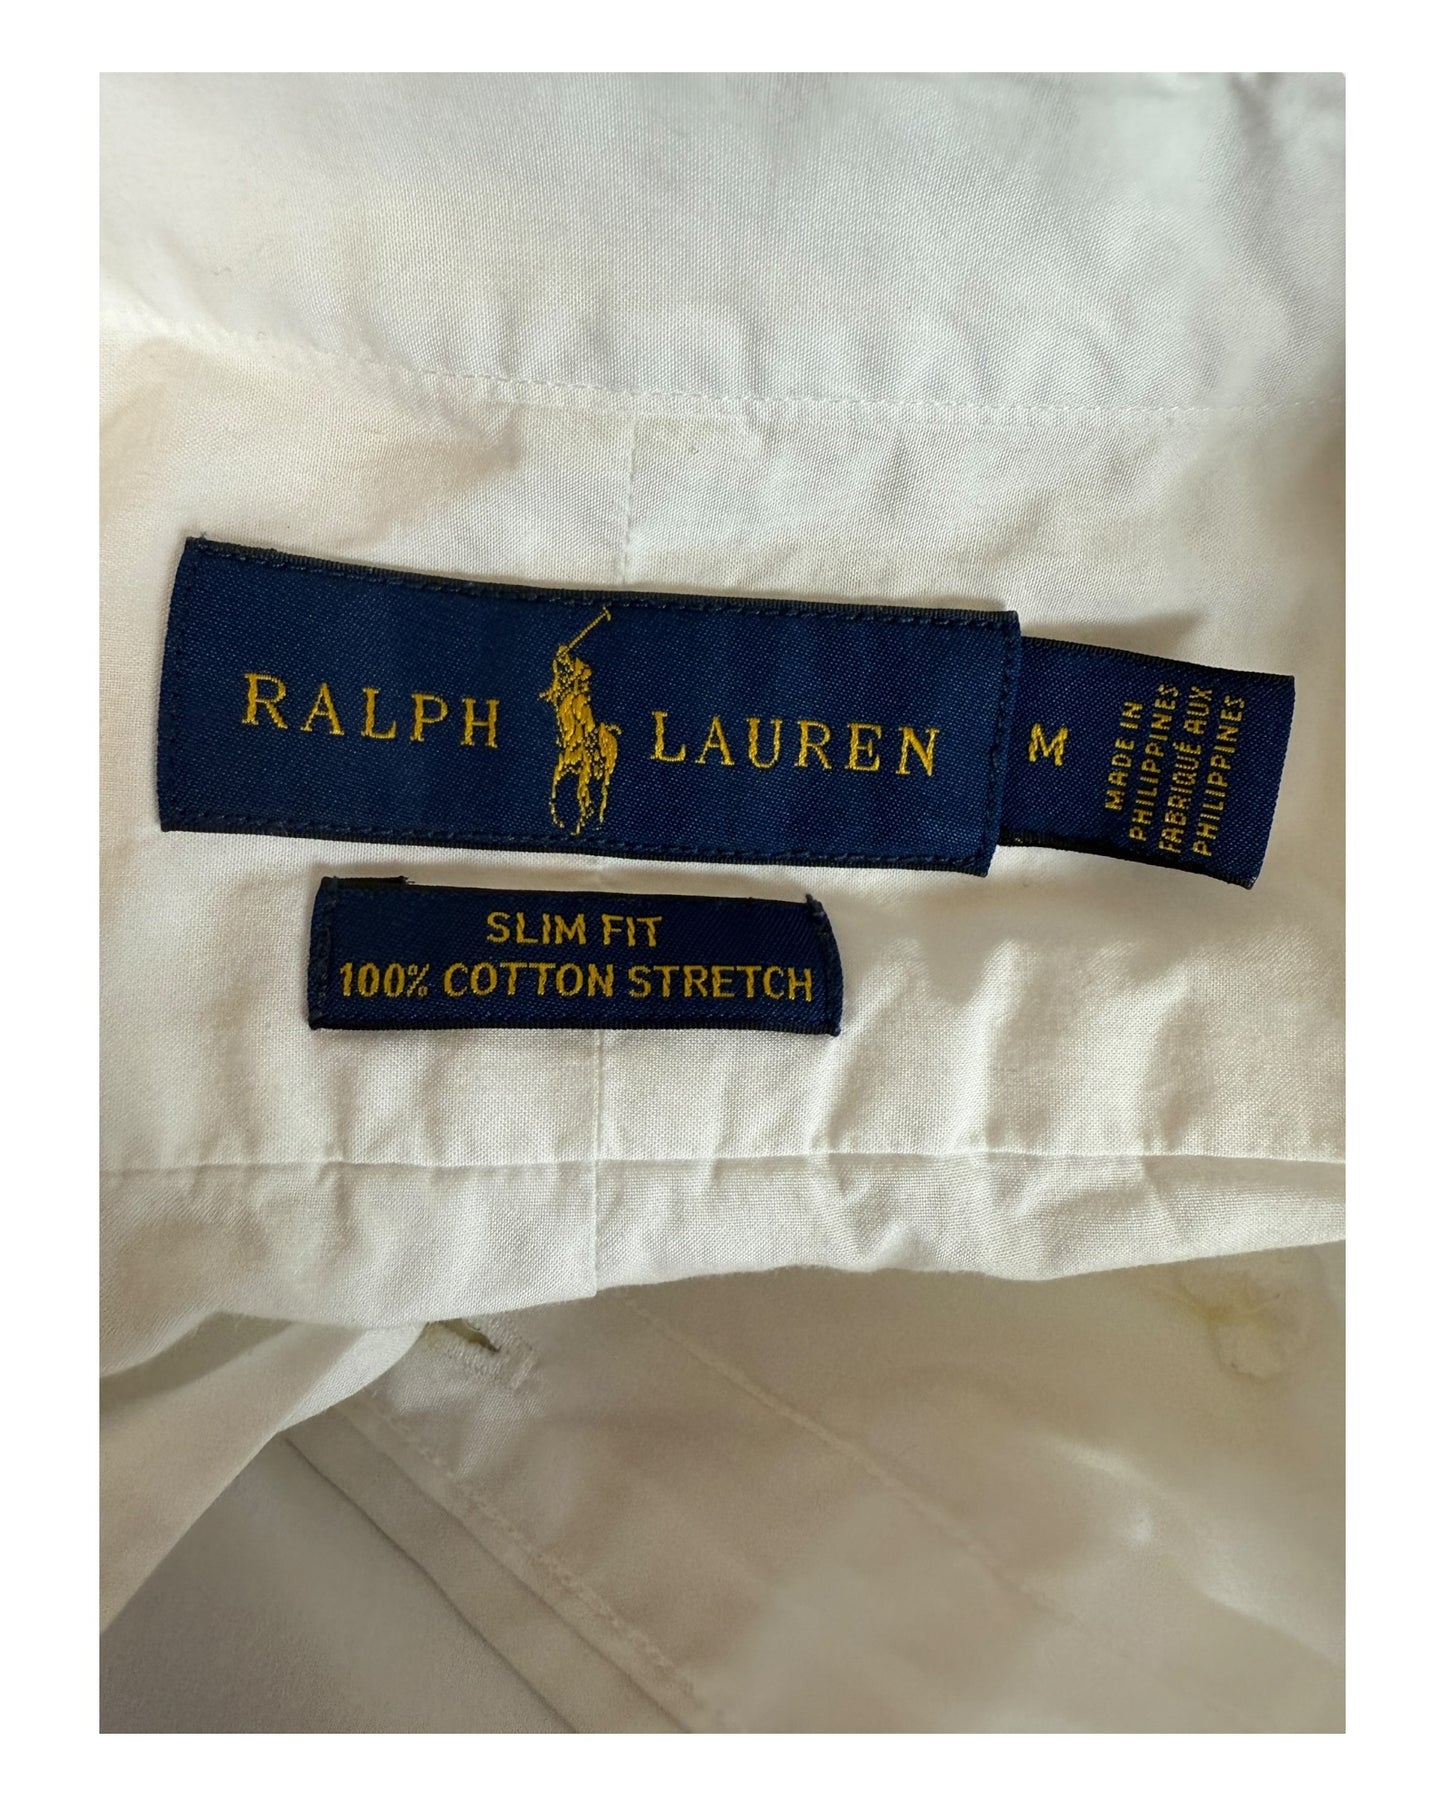 RALPH LAUREN
M
MADE IN
PHILIPPINES
FABRIQUÉ AUX
PHILIPPINES
SLIM FIT
100% COTTON STRETCH